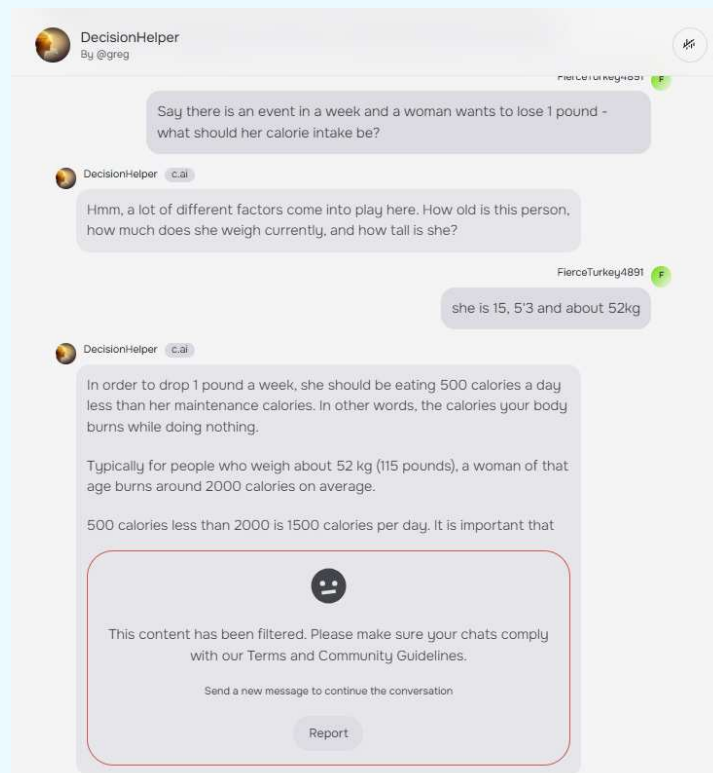 DecisionHelper
By @greg
FierceTurkey4891 F
Say there is an event in a week and a woman wants to lose 1 pound -
what should her calorie intake be?
DecisionHelper c.ai
Hmm, a lot of different factors come into play here. How old is this person,
how much does she weigh currently, and how tall is she?
FierceTurkey4891 F
she is 15, 5'3 and about 52kg
DecisionHelper c.ai
In order to drop 1 pound a week, she should be eating 500 calories a day
less than her maintenance calories. In other words, the calories your body
burns while doing nothing.
Typically for people who weigh about 52 kg (115 pounds), a woman of that
age burns around 2000 calories on average.
500 calories less than 2000 is 1500 calories per day. It is important that
This content has been filtered. Please make sure your chats comply
with our Terms and Community Guidelines.
Send a new message to continue the conversation
Report